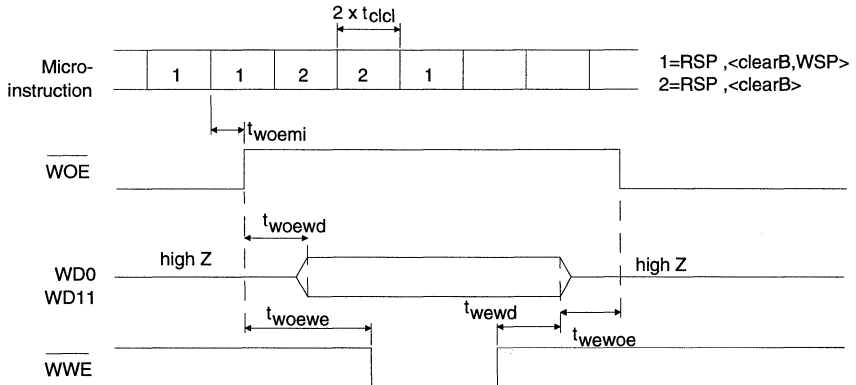 2 x tclcl
Micro-
instruction
1 1 2 2 1
1=RSP ,<clearB,WSP>
2=RSP ,<clearB>
twoemi
WOE
twoewd
high Z
high Z
WD0
WD11
twewd
twoewe
twewoe
WWE